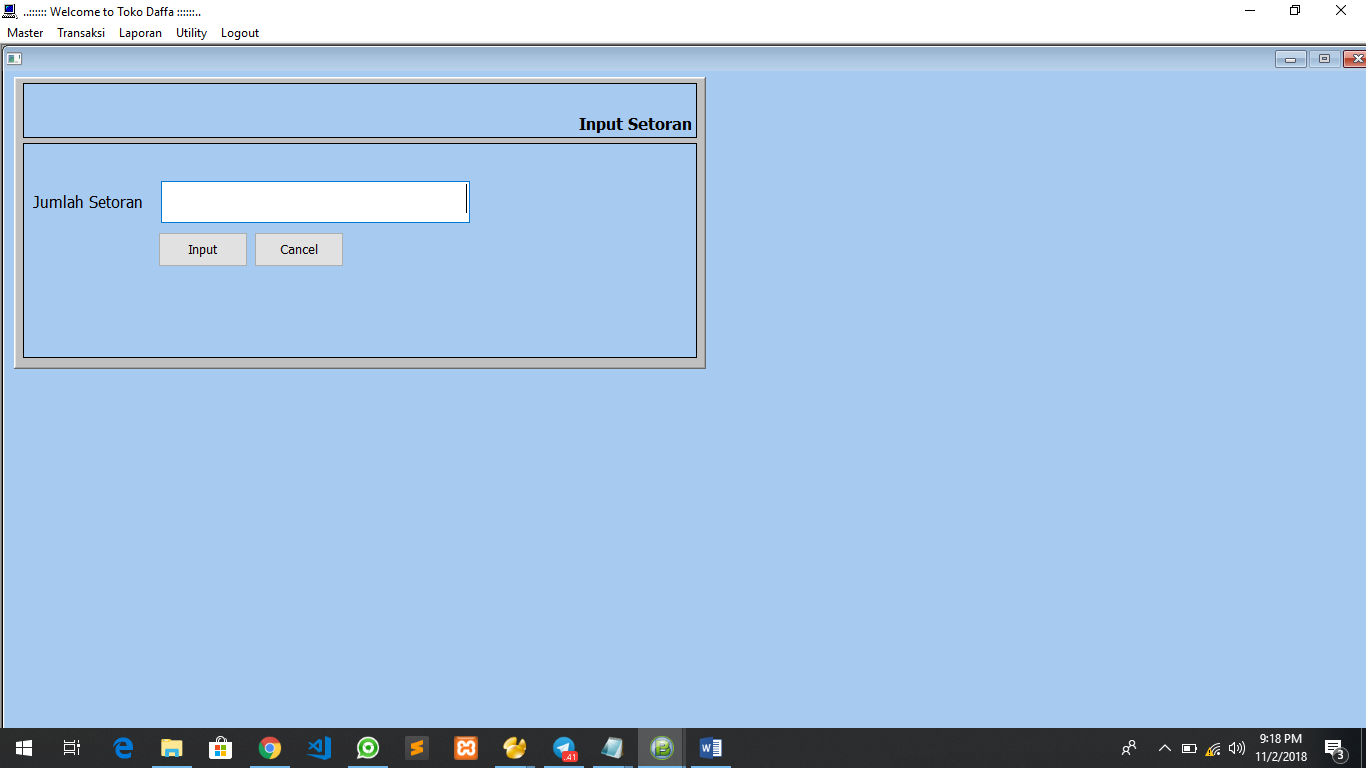 ..:::::: Welcome to Toko Daffa ::::::..
Master Transaksi Laporan Utility Logout
Input Setoran
Jumlah Setoran
Input Cancel
41
9:18 PM
11/2/2018
3